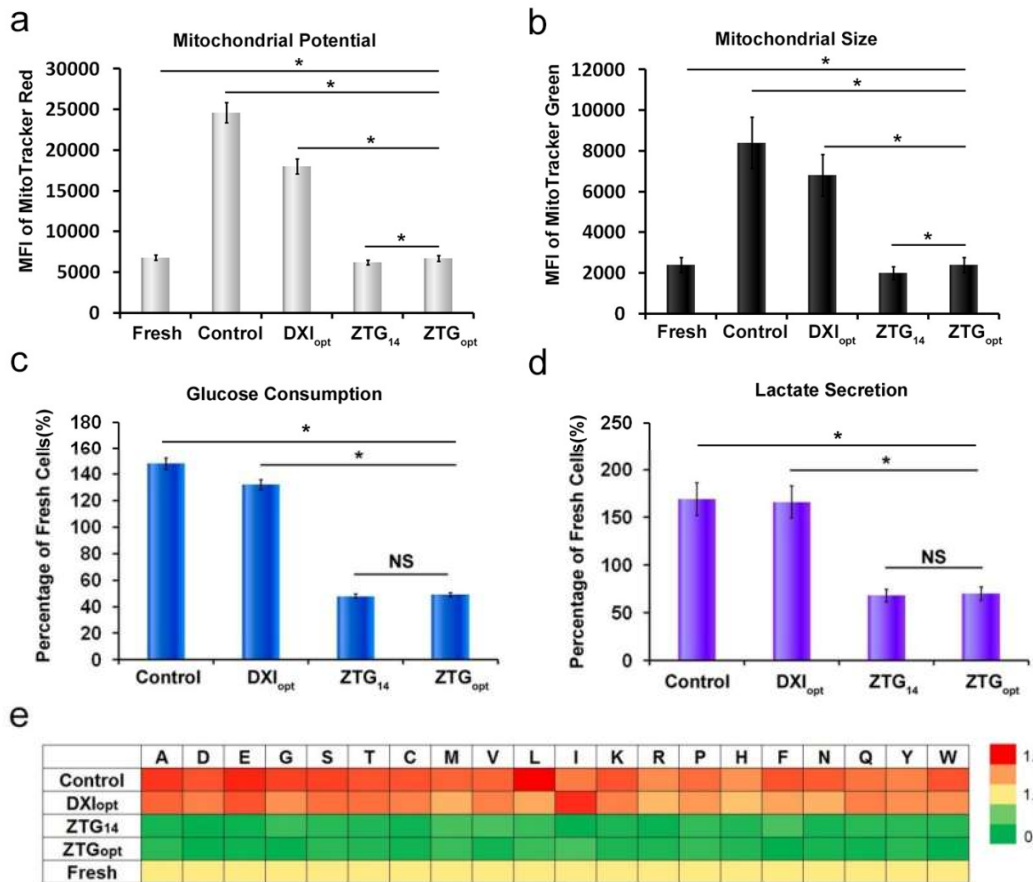 a
Mitochondrial Potential
MFI of MitoTracker Red
30000
25000
20000
15000
10000
5000
0
*
*
*
*
Fresh Control DXIopt ZTG14 ZTGopt
b
Mitochondrial Size
MFI of MitoTracker Green
12000
10000
8000
6000
4000
2000
0
*
*
*
*
Fresh Control DXIopt ZTG14 ZTGopt
c
Glucose Consumption
Percentage of Fresh Cells(%)
180
160
140
120
100
80
60
40
20
0
*
*
NS
Control DXIopt ZTG14 ZTGopt
d
Lactate Secretion
Percentage of Fresh Cells(%)
250
200
150
100
50
0
*
*
NS
Control DXIopt ZTG14 ZTGopt
e
A D E G S T C M V L I K R P H F N Q Y W
Control
DXIopt
ZTG14
ZTGopt
Fresh